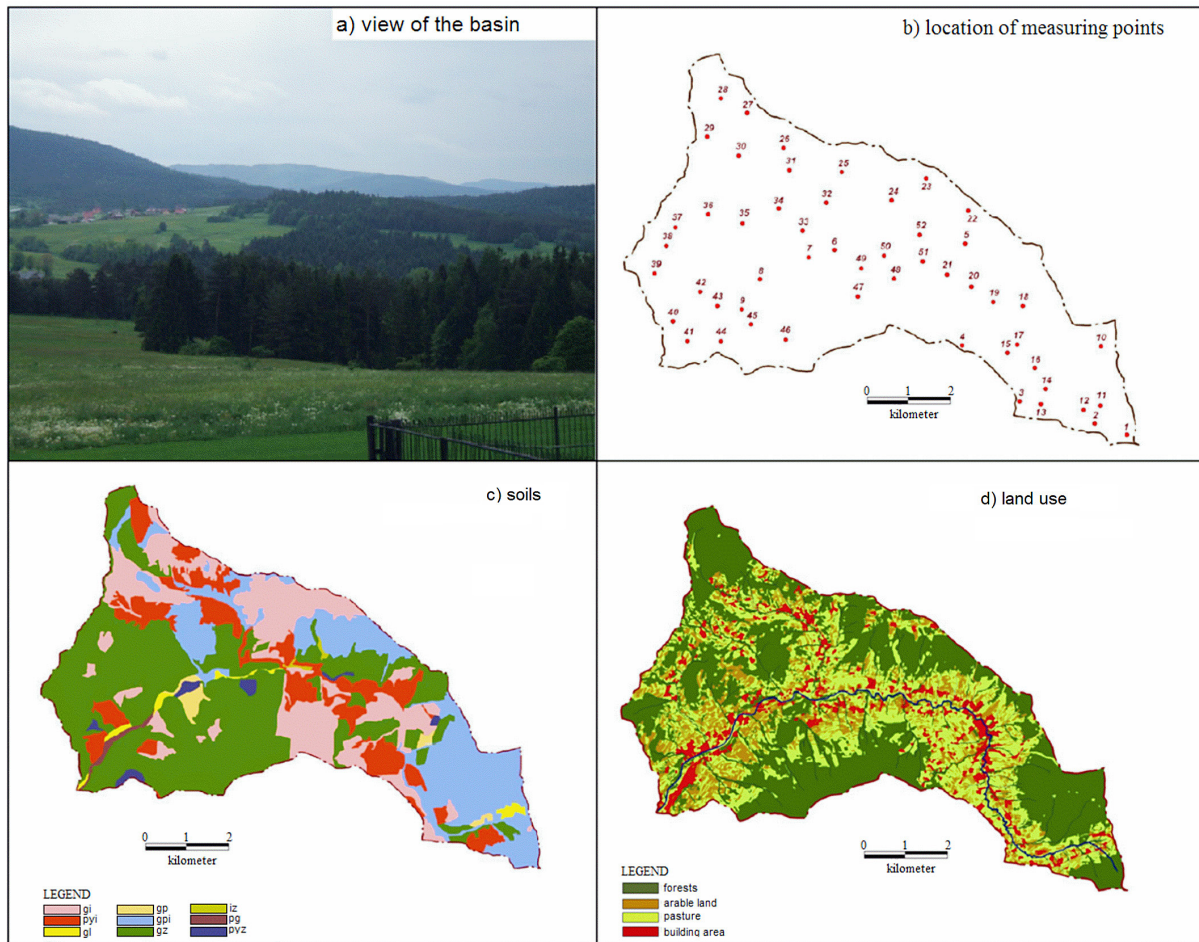 a) view of the basin
b) location of measuring points
28
27
29
26
30
31
25
23
32
24
36
34
22
37
35
33
52
5
38
6
50
7
51
39
49
21
8
48
20
42
47
19
18
43
9
40
45
41
44
46
4
17
10
15
16
14
3
13
12
11
2
1
0 1 2
kilometer
c) soils
d) land use
0 1 2
kilometer
LEGEND
gi gp iz
pyi gpi pg
gl gz pyz
0 1 2
kilometer
LEGEND
forests
arable land
pasture
building area